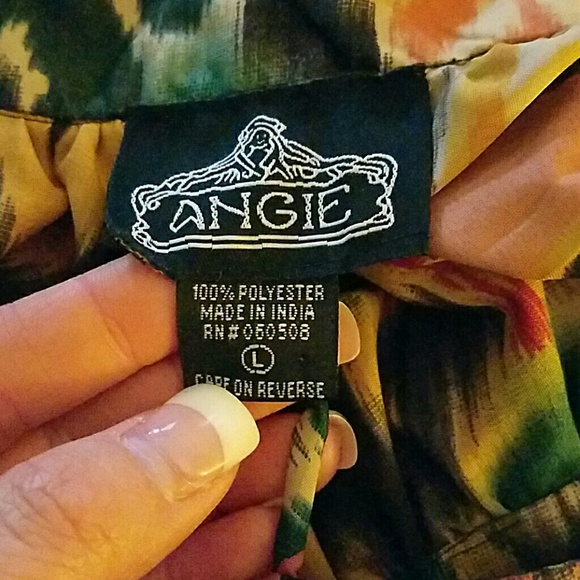 ANGIE
100% POLYESTER
MADE IN INDIA
RN#060508
L
CARE ON REVERSE